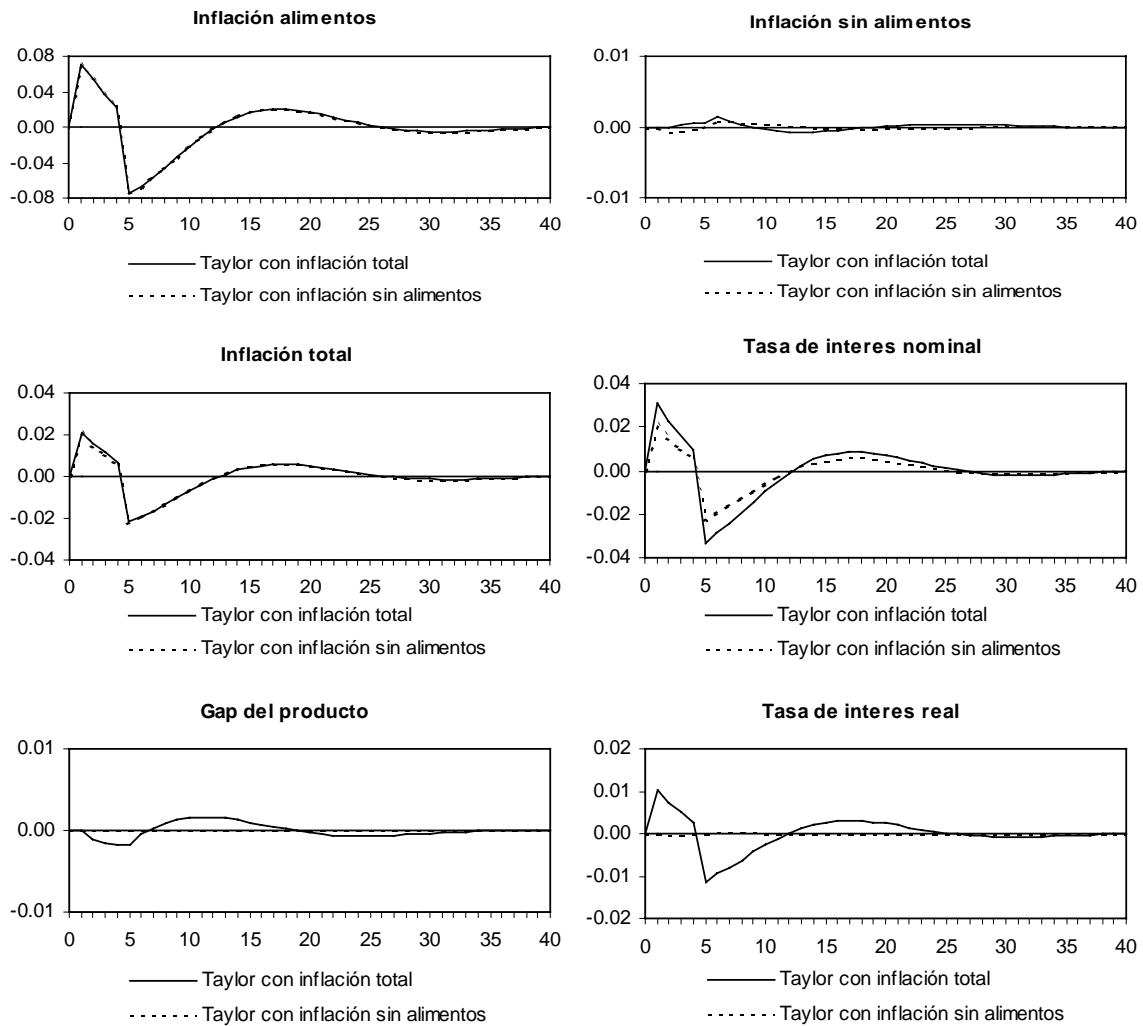 Inflación alimentos
0.08
0.04
0.00
-0.04
-0.08
0 5 10 15 20 25 30 35 40
Taylor con inflación total
Taylor con inflación sin alimentos
Inflación sin alimentos
0.01
0.00
-0.01
0 5 10 15 20 25 30 35 40
Taylor con inflación total
Taylor con inflación sin alimentos
Inflación total
0.04
0.02
0.00
-0.02
-0.04
0 5 10 15 20 25 30 35 40
Taylor con inflación total
Taylor con inflación sin alimentos
Tasa de interes nominal
0.04
0.02
0.00
-0.02
-0.04
0 5 10 15 20 25 30 35 40
Taylor con inflación total
Taylor con inflación sin alimentos
Gap del producto
0.01
0.00
-0.01
0 5 10 15 20 25 30 35 40
Taylor con inflación total
Taylor con inflación sin alimentos
Tasa de interes real
0.02
0.01
0.00
-0.01
-0.02
0 5 10 15 20 25 30 35 40
Taylor con inflación total
Taylor con inflación sin alimentos